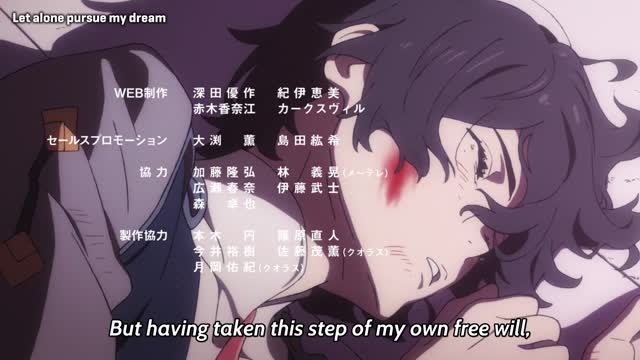 Let alone pursue my dream
WEB制作 深田優作 紀伊恵美
赤木香奈江 カークスヴィル
セールスプロモーション 大渕 薫 島田紘希
協力 加藤隆弘 林 義晃(メ~テレ)
広瀬春奈 伊藤武士
森 卓也
製作協力 本木 円 篠原直人
今井裕樹 佐藤茂薫(クオラス)
月岡佑紀(クオラス)
But having taken this step of my own free will,